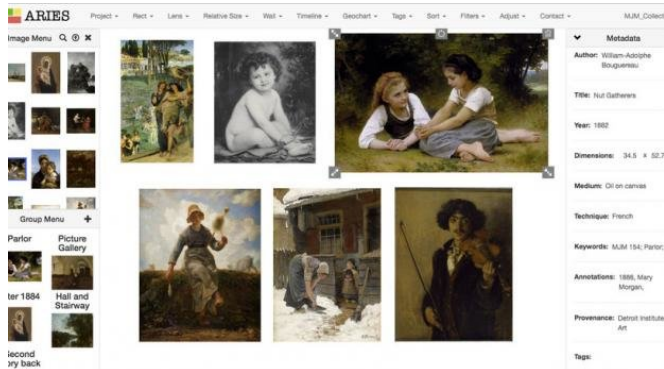 ARIES
Project Rect Lens Relative Size Wall Timeline Geochart Tags Sort Filters Adjust Contact MJM_Collecti
Image Menu
Group Menu +
Parlor
Picture Gallery
ter 1884
Hall and Stairway
Second
ory back
Metadata
Author: William-Adolphe
Bouguereau
Title: Nut Gatherers
Year: 1882
Dimensions: 34.5 X 52.7
Medium: Oil on canvas
Technique: French
Keywords: MJM 154; Parlor;
Annotations: 1886, Mary
Morgan,
Provenance: Detroit Institute
Art
Tags: